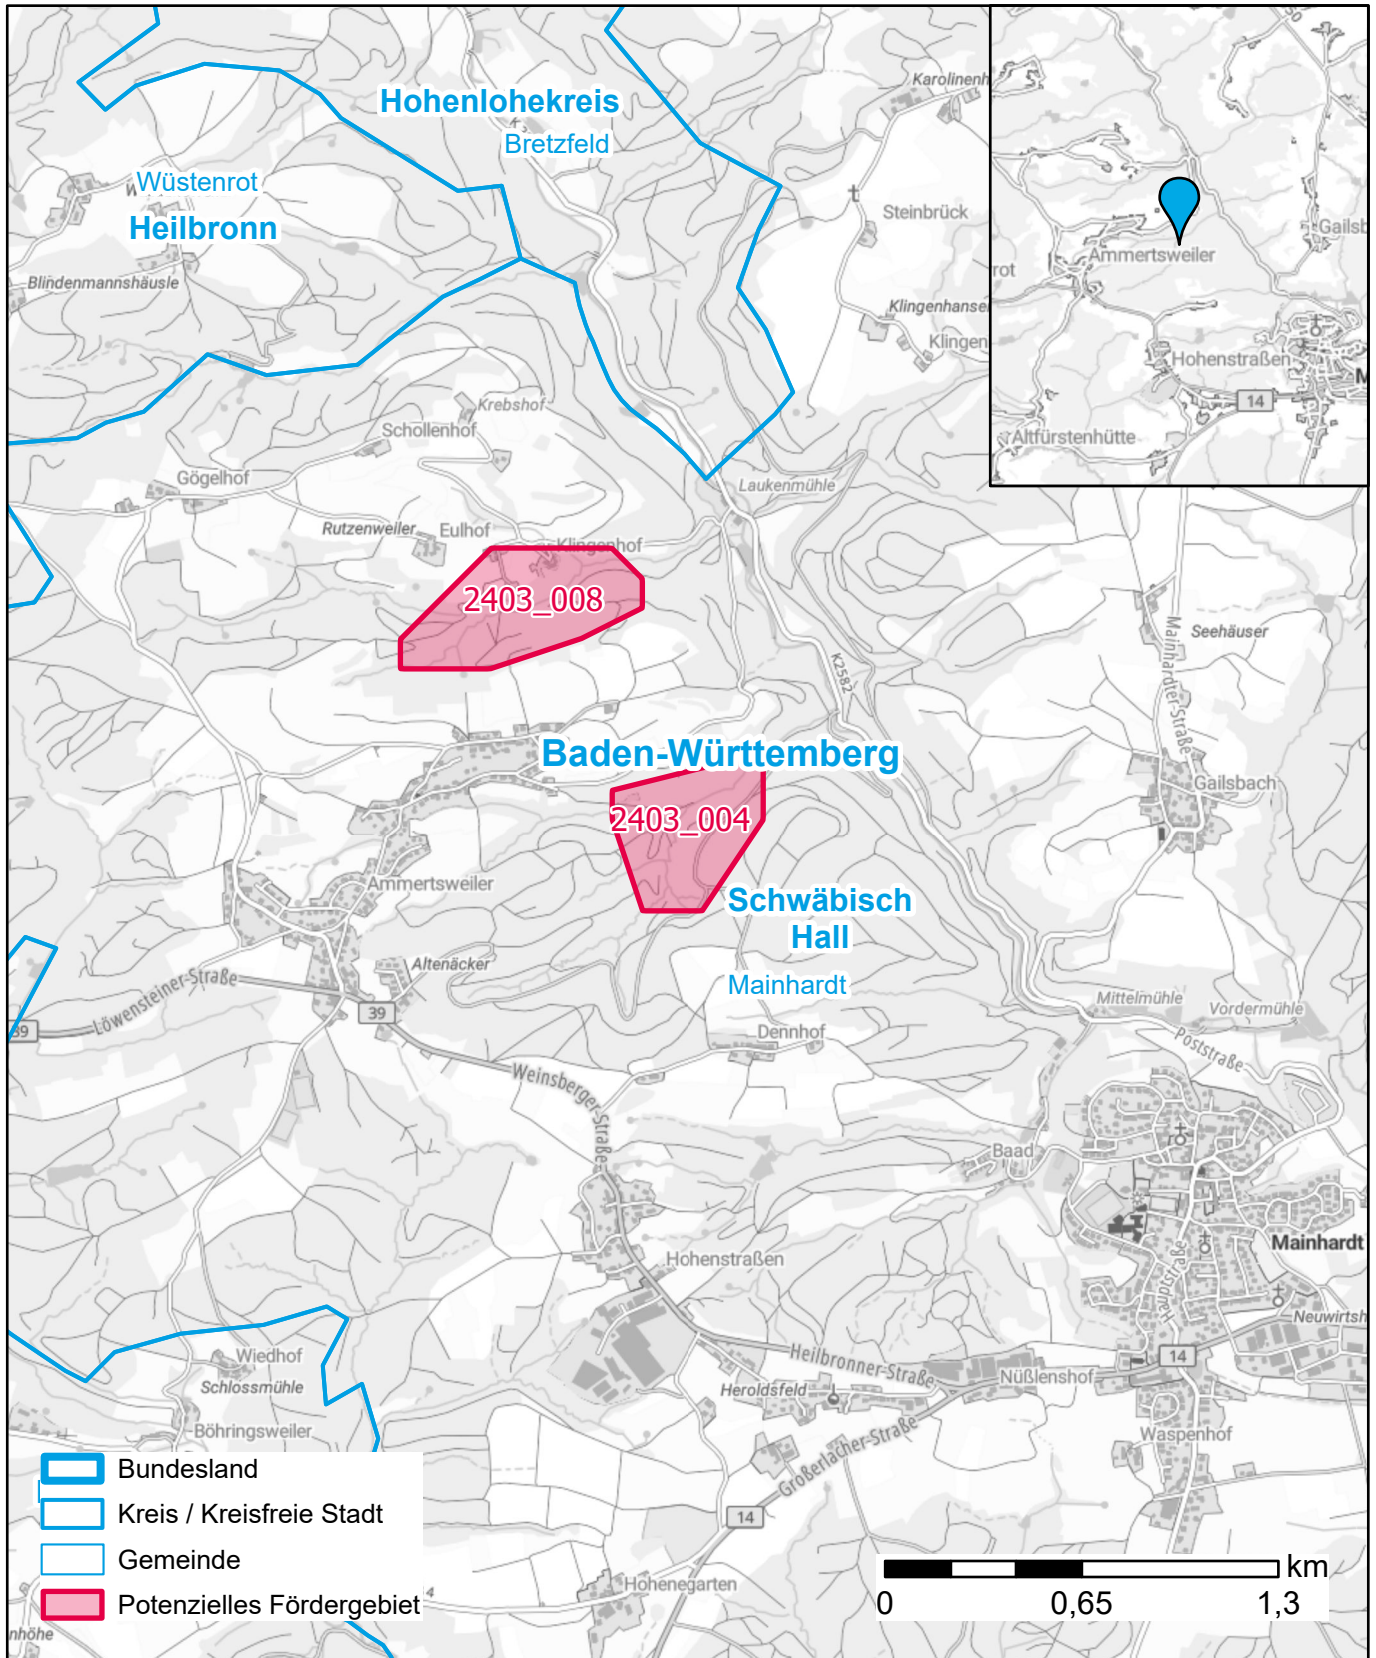 Hohenlohekreis
Bretzfeld
Wüstenrot
Heilbronn
Blindenmannshäusle
Karolinenh
Steinbrück
Klingenhause
Klingen
Ammertsweiler
Gailsb
rot
Hohenstraßen
14
M
Altfürstenhütte
Krebshof
Schollenhof
Gögelhof
Laukenmühle
Rutzenweiler
Eulhof
Klingenhof
2403_008
K2582
Seehäuser
Mainhardter-Straße
Baden-Württemberg
Gailsbach
2403_004
Ammertsweiler
Schwäbisch
Hall
Altenäcker
Mainhardt
Löwensteiner-Straße
39
39
Mittelmühle
Vordermühle
Dennhof
Poststraße
Weinsberger-Straße
Baad
Hohenstraßen
Mainhardt
Hauptstraße
Neuwirtsh
Wiedhof
Schlossmühle
Heilbronner-Straße
14
Nüßlenshof
Heroldsfeld
Böhringsweiler
Großerlacher-Straße
Waspenhof
14
Hohenegarten
4
nhöhe
Bundesland
Kreis / Kreisfreie Stadt
Gemeinde
Potenzielles Fördergebiet
km
0 0,65 1,3